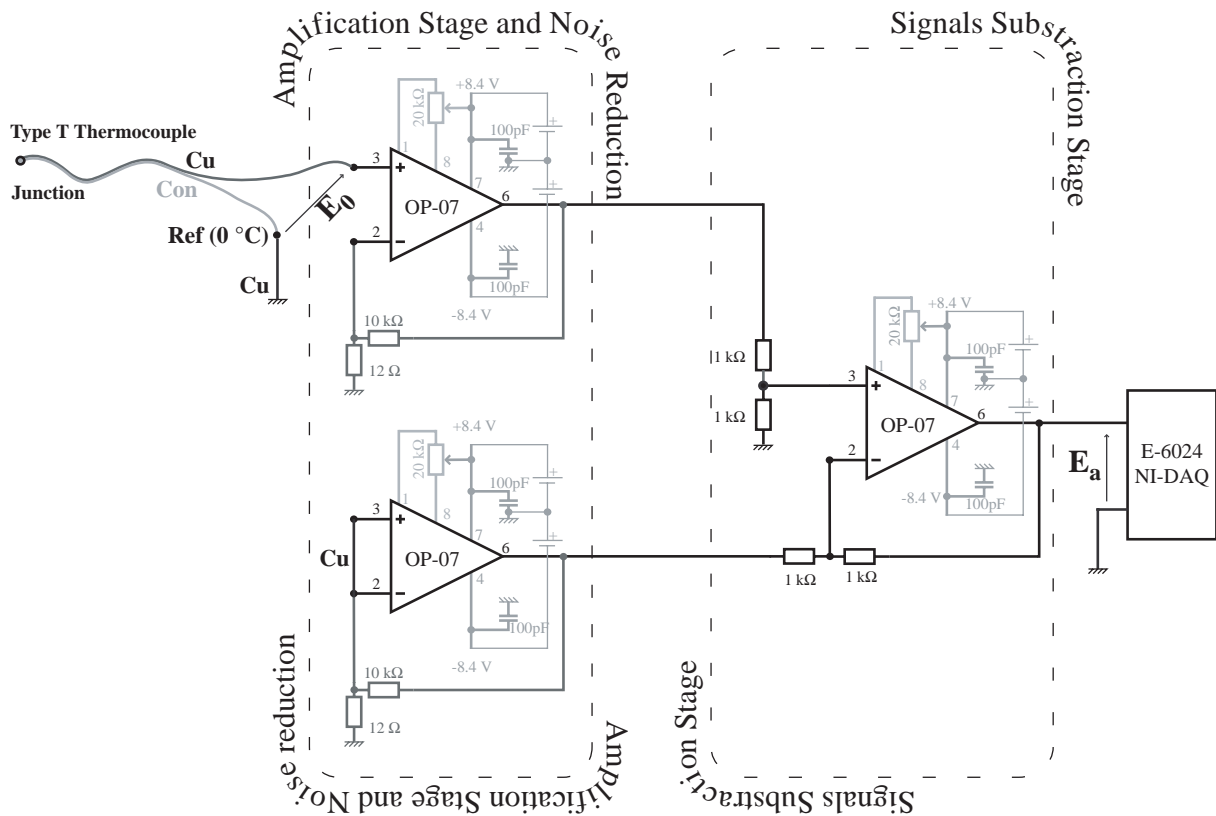 Amplification Stage and Noise Reduction
Signals Substraction Stage
Type T Thermocouple
Junction
Cu
Con
E0
Ref (0 °C)
Cu
20 kΩ
+8.4 V
100pF
1
8
3
7
OP-07
6
2
4
100pF
-8.4 V
10 kΩ
12 Ω
20 kΩ
+8.4 V
100pF
1
8
3
7
Cu
OP-07
6
2
4
100pF
-8.4 V
10 kΩ
12 Ω
1 kΩ
1 kΩ
20 kΩ
+8.4 V
100pF
1
8
3
7
OP-07
6
2
4
-8.4 V
100pF
1 kΩ
1 kΩ
Ea
E-6024
NI-DAQ
Amplification Stage and Noise reduction
Signals Substraction Stage